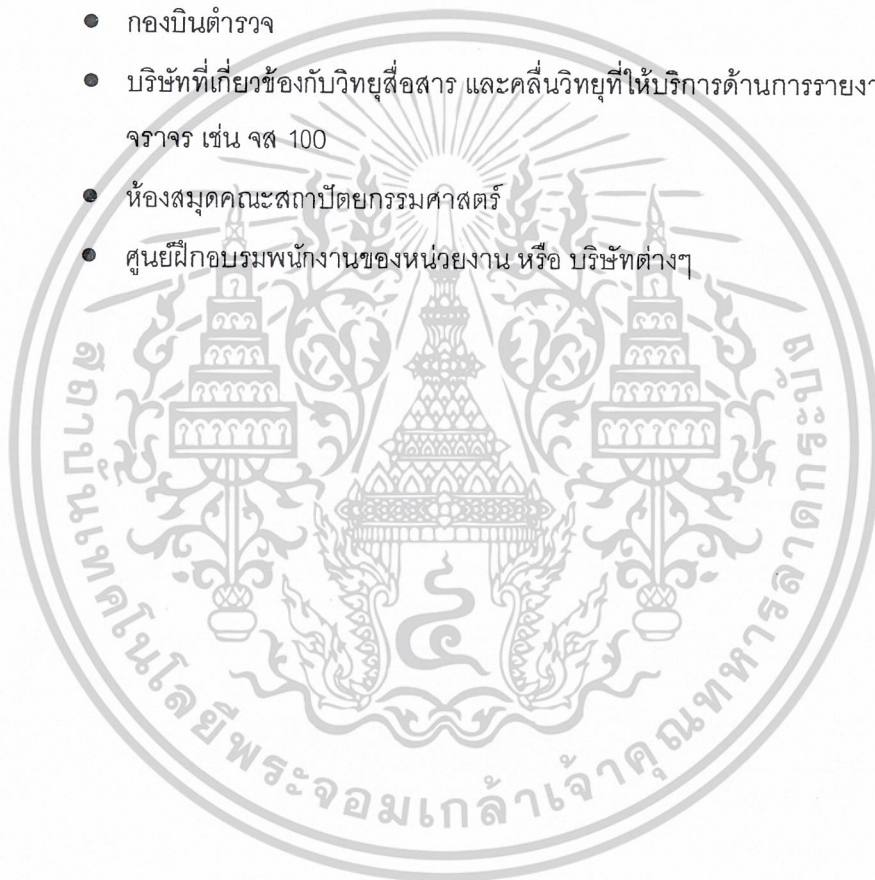 ● กองบินตำรวจ
● บริษัทที่เกี่ยวข้องกับวิทยุสื่อสาร และคลื่นวิทยุที่ให้บริการด้านการรายงา
จราจร เช่น จส 100
● ห้องสมุดคณะสถาปัตยกรรมศาสตร์
● ศูนย์ฝึกอบรมพนักงานของหน่วยงาน หรือ บริษัทต่างๆ
สถาบันเทคโนโลยีพระจอมเกล้าเจ้าคุณทหารลาดกระบัง
๔